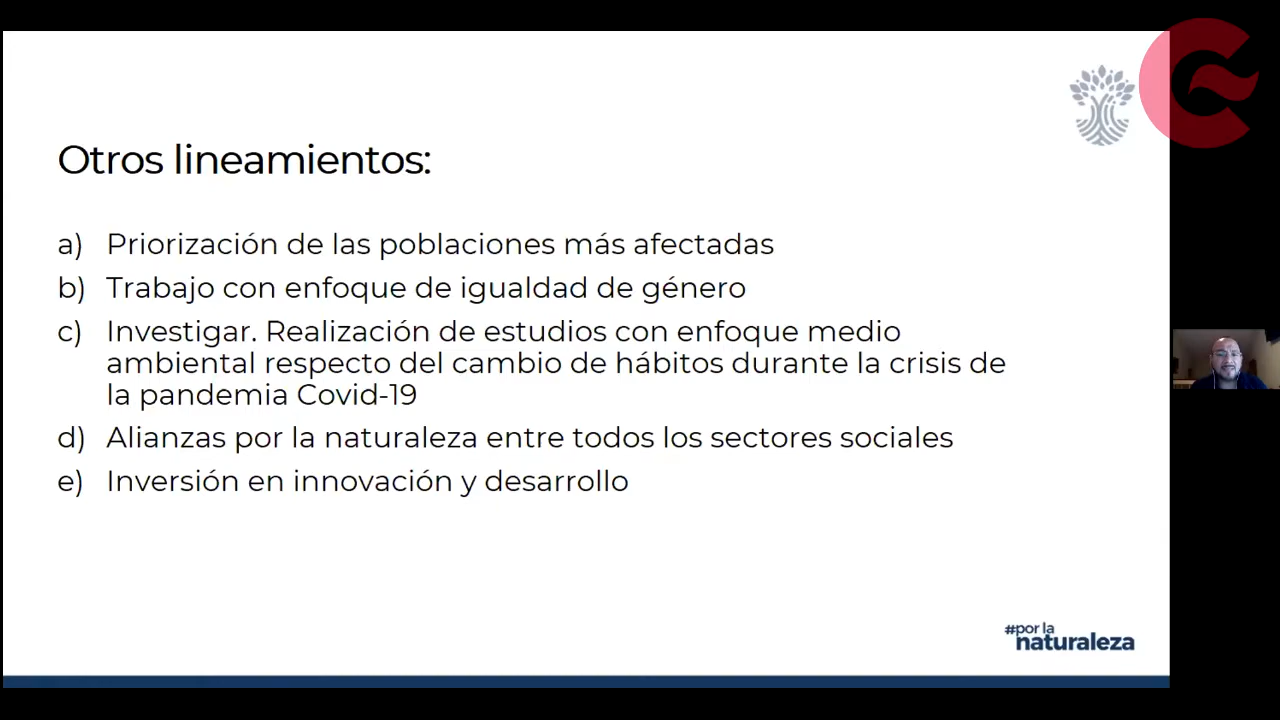 Otros lineamientos:
a) Priorización de las poblaciones más afectadas
b) Trabajo con enfoque de igualdad de género
c) Investigar. Realización de estudios con enfoque medio
ambiental respecto del cambio de hábitos durante la crisis de
la pandemia Covid-19
d) Alianzas por la naturaleza entre todos los sectores sociales
e) Inversión en innovación y desarrollo
#por la
naturaleza